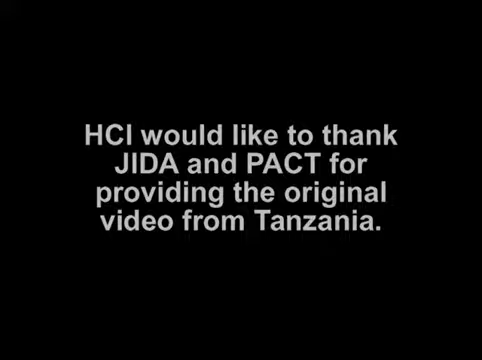 HCI would like to thank
JIDA and PACT for
providing the original
video from Tanzania.